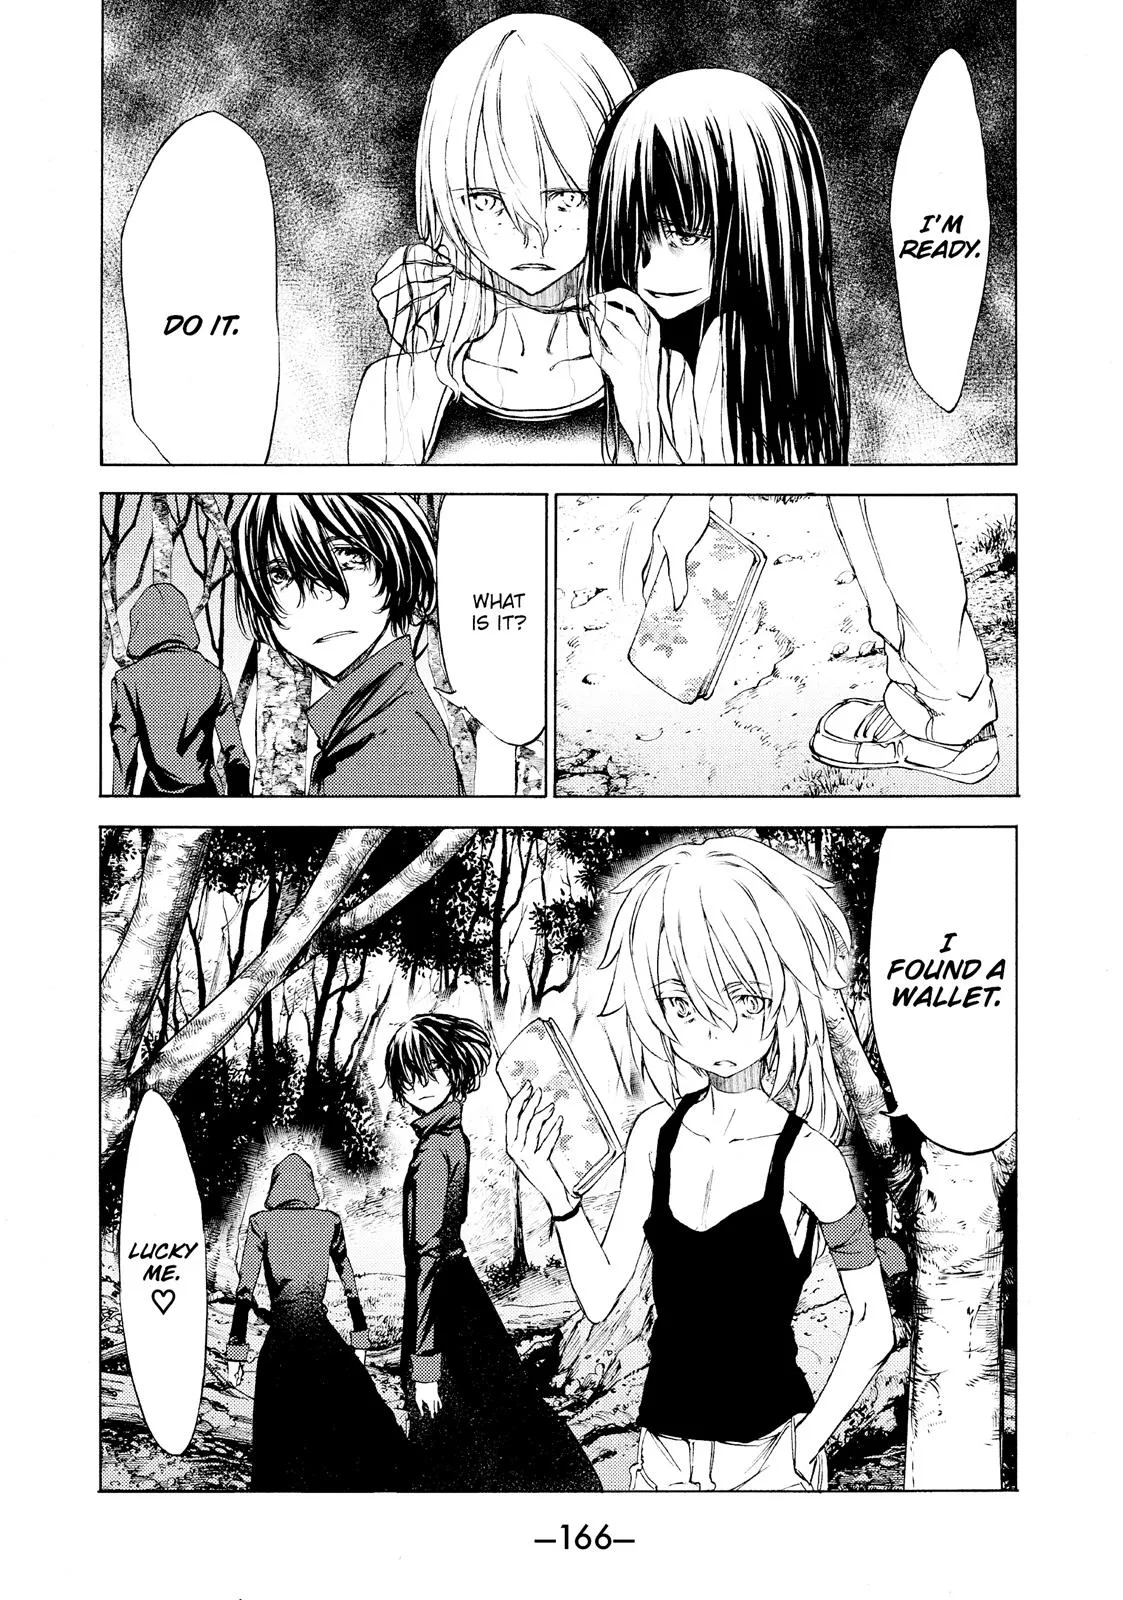 I'M
READY.
DO IT.
WHAT
IS IT?
I
FOUND A
WALLET.
LUCKY
ME.
♡
–166–